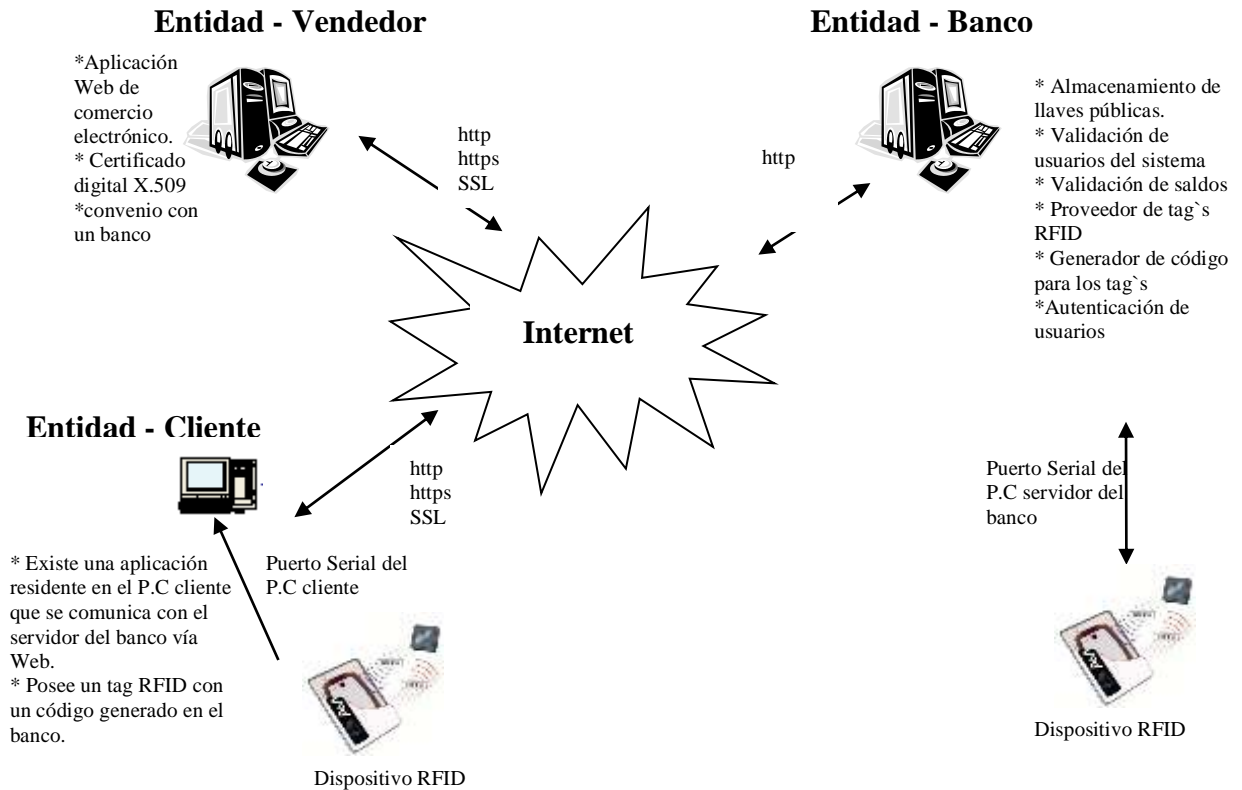 Entidad - Vendedor
*Aplicación
Web de
comercio
electrónico.
* Certificado
digital X.509
*convenio con
un banco
http
https
SSL
Entidad - Banco
http
* Almacenamiento de
llaves públicas.
* Validación de
usuarios del sistema
* Validación de saldos
* Proveedor de tag`s
RFID
* Generador de código
para los tag`s
*Autenticación de
usuarios
Internet
Entidad - Cliente
http
https
SSL
* Existe una aplicación
residente en el P.C cliente
que se comunica con el
servidor del banco vía
Web.
* Posee un tag RFID con
un código generado en el
banco.
Puerto Serial del
P.C cliente
Dispositivo RFID
Puerto Serial del
P.C servidor del
banco
Dispositivo RFID